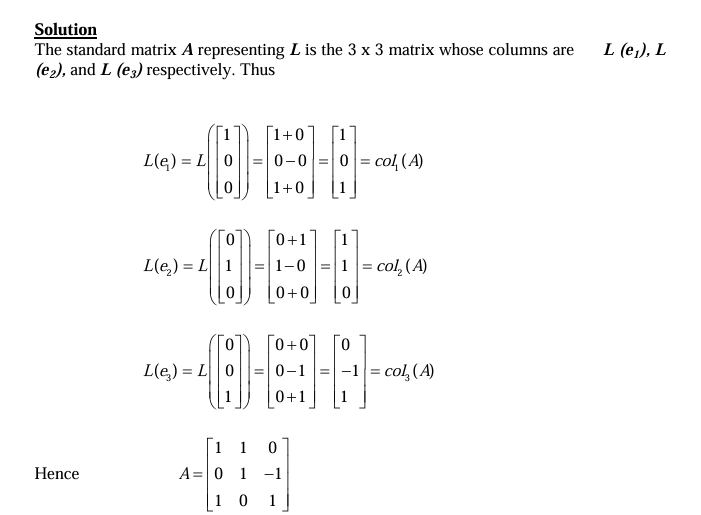 Solution
The standard matrix A representing L is the 3 x 3 matrix whose columns are L (e₁), L
(e₂), and L (e₃) respectively. Thus
L(e₁) = L([1 0 0]) = [1+0 0−0 1+0] = [1 0 1] = col₁(A)
L(e₂) = L([0 1 0]) = [0+1 1−0 0+0] = [1 1 0] = col₂(A)
L(e₃) = L([0 0 1]) = [0+0 0−1 0+1] = [0 −1 1] = col₃(A)
Hence A = [1 1 0
0 1 −1
1 0 1]